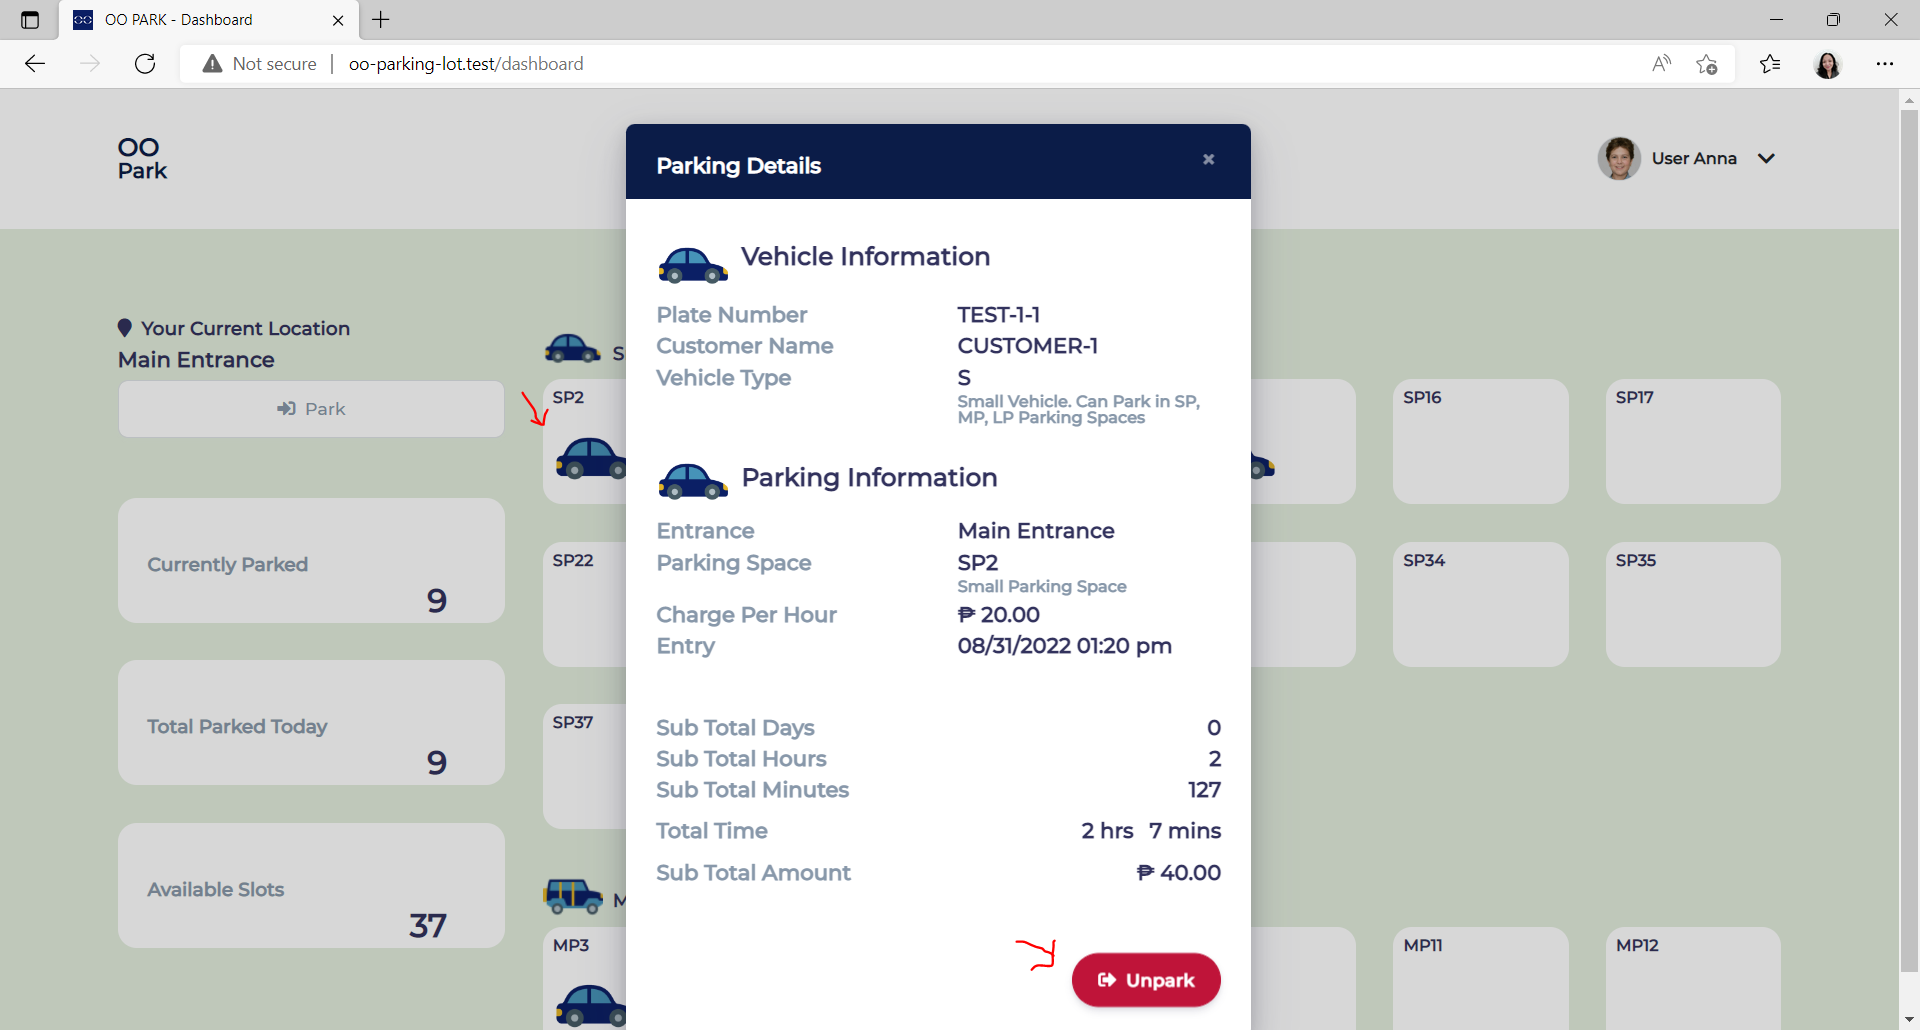 OO PARK - Dashboard
Not secure
oo-parking-lot.test/dashboard
OO
Park
User Anna
Your Current Location
Main Entrance
Park
Currently Parked
9
Total Parked Today
9
Available Slots
37
S
SP2
SP16
SP17
SP22
SP34
SP35
SP37
M
MP3
MP11
MP12
Parking Details
×
Vehicle Information
Plate Number TEST-1-1
Customer Name CUSTOMER-1
Vehicle Type S
Small Vehicle. Can Park in SP,
MP, LP Parking Spaces
Parking Information
Entrance Main Entrance
Parking Space SP2
Small Parking Space
Charge Per Hour ₱ 20.00
Entry 08/31/2022 01:20 pm
Sub Total Days 0
Sub Total Hours 2
Sub Total Minutes 127
Total Time 2 hrs 7 mins
Sub Total Amount ₱ 40.00
Unpark